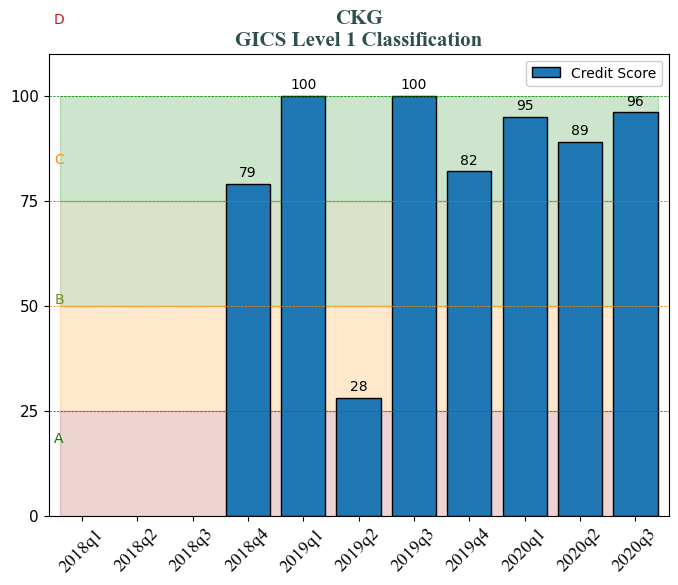 D
CKG
GICS Level 1 Classification
Credit Score
100
75
50
25
0
C
B
A
79
100
28
100
82
95
89
96
2018q1
2018q2
2018q3
2018q4
2019q1
2019q2
2019q3
2019q4
2020q1
2020q2
2020q3